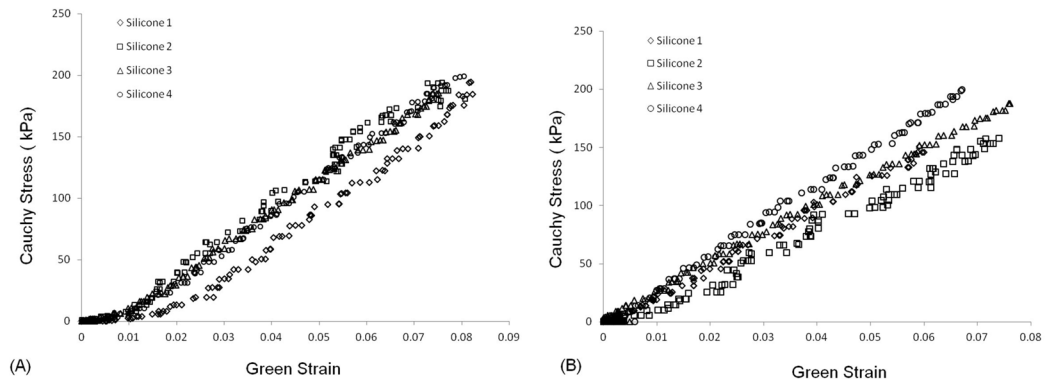 250
200
150
100
50
0
Cauchy Stress ( kPa)
Silicone 1
Silicone 2
Silicone 3
Silicone 4
0 0.01 0.02 0.03 0.04 0.05 0.06 0.07 0.08 0.09
(A)
Green Strain
250
200
150
100
50
0
Cauchy Stress ( kPa)
Silicone 1
Silicone 2
Silicone 3
Silicone 4
0 0.01 0.02 0.03 0.04 0.05 0.06 0.07 0.08
(B)
Green Strain